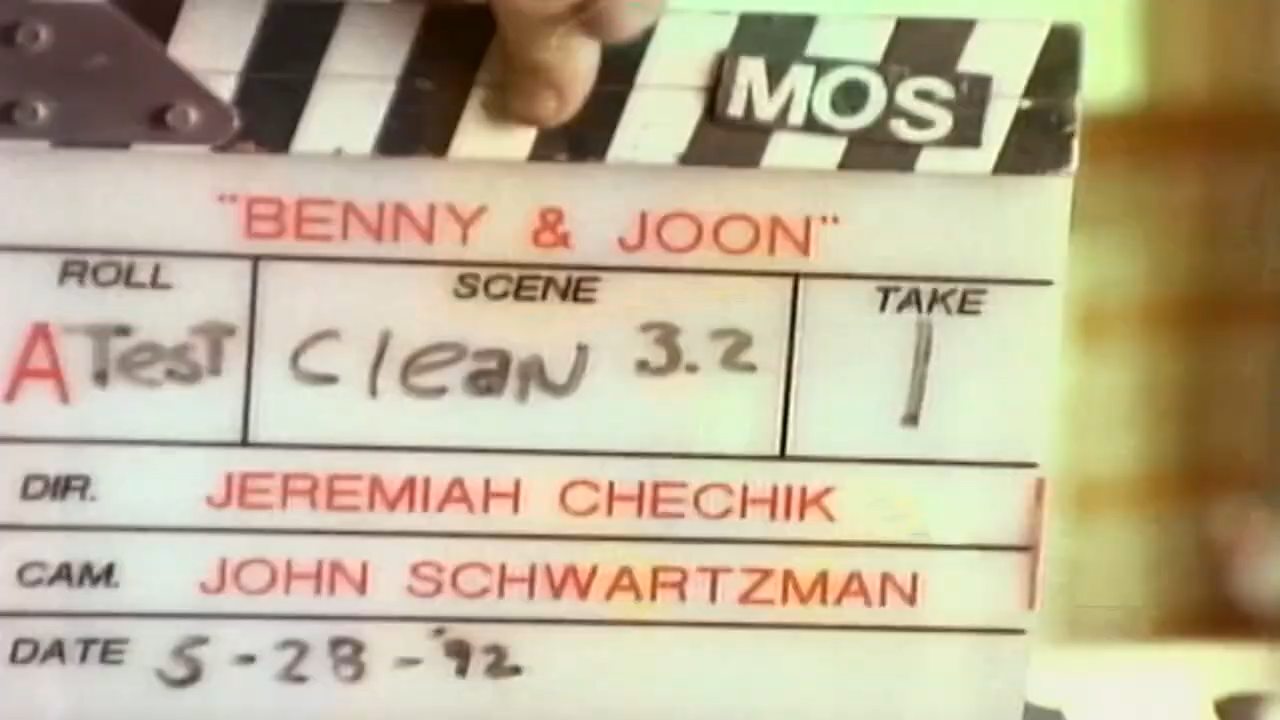 MOS
"BENNY & JOON"
ROLL SCENE TAKE
A Test Clean 3.2 1
DIR. JEREMIAH CHECHIK
CAM. JOHN SCHWARTZMAN
DATE 5-28-'92